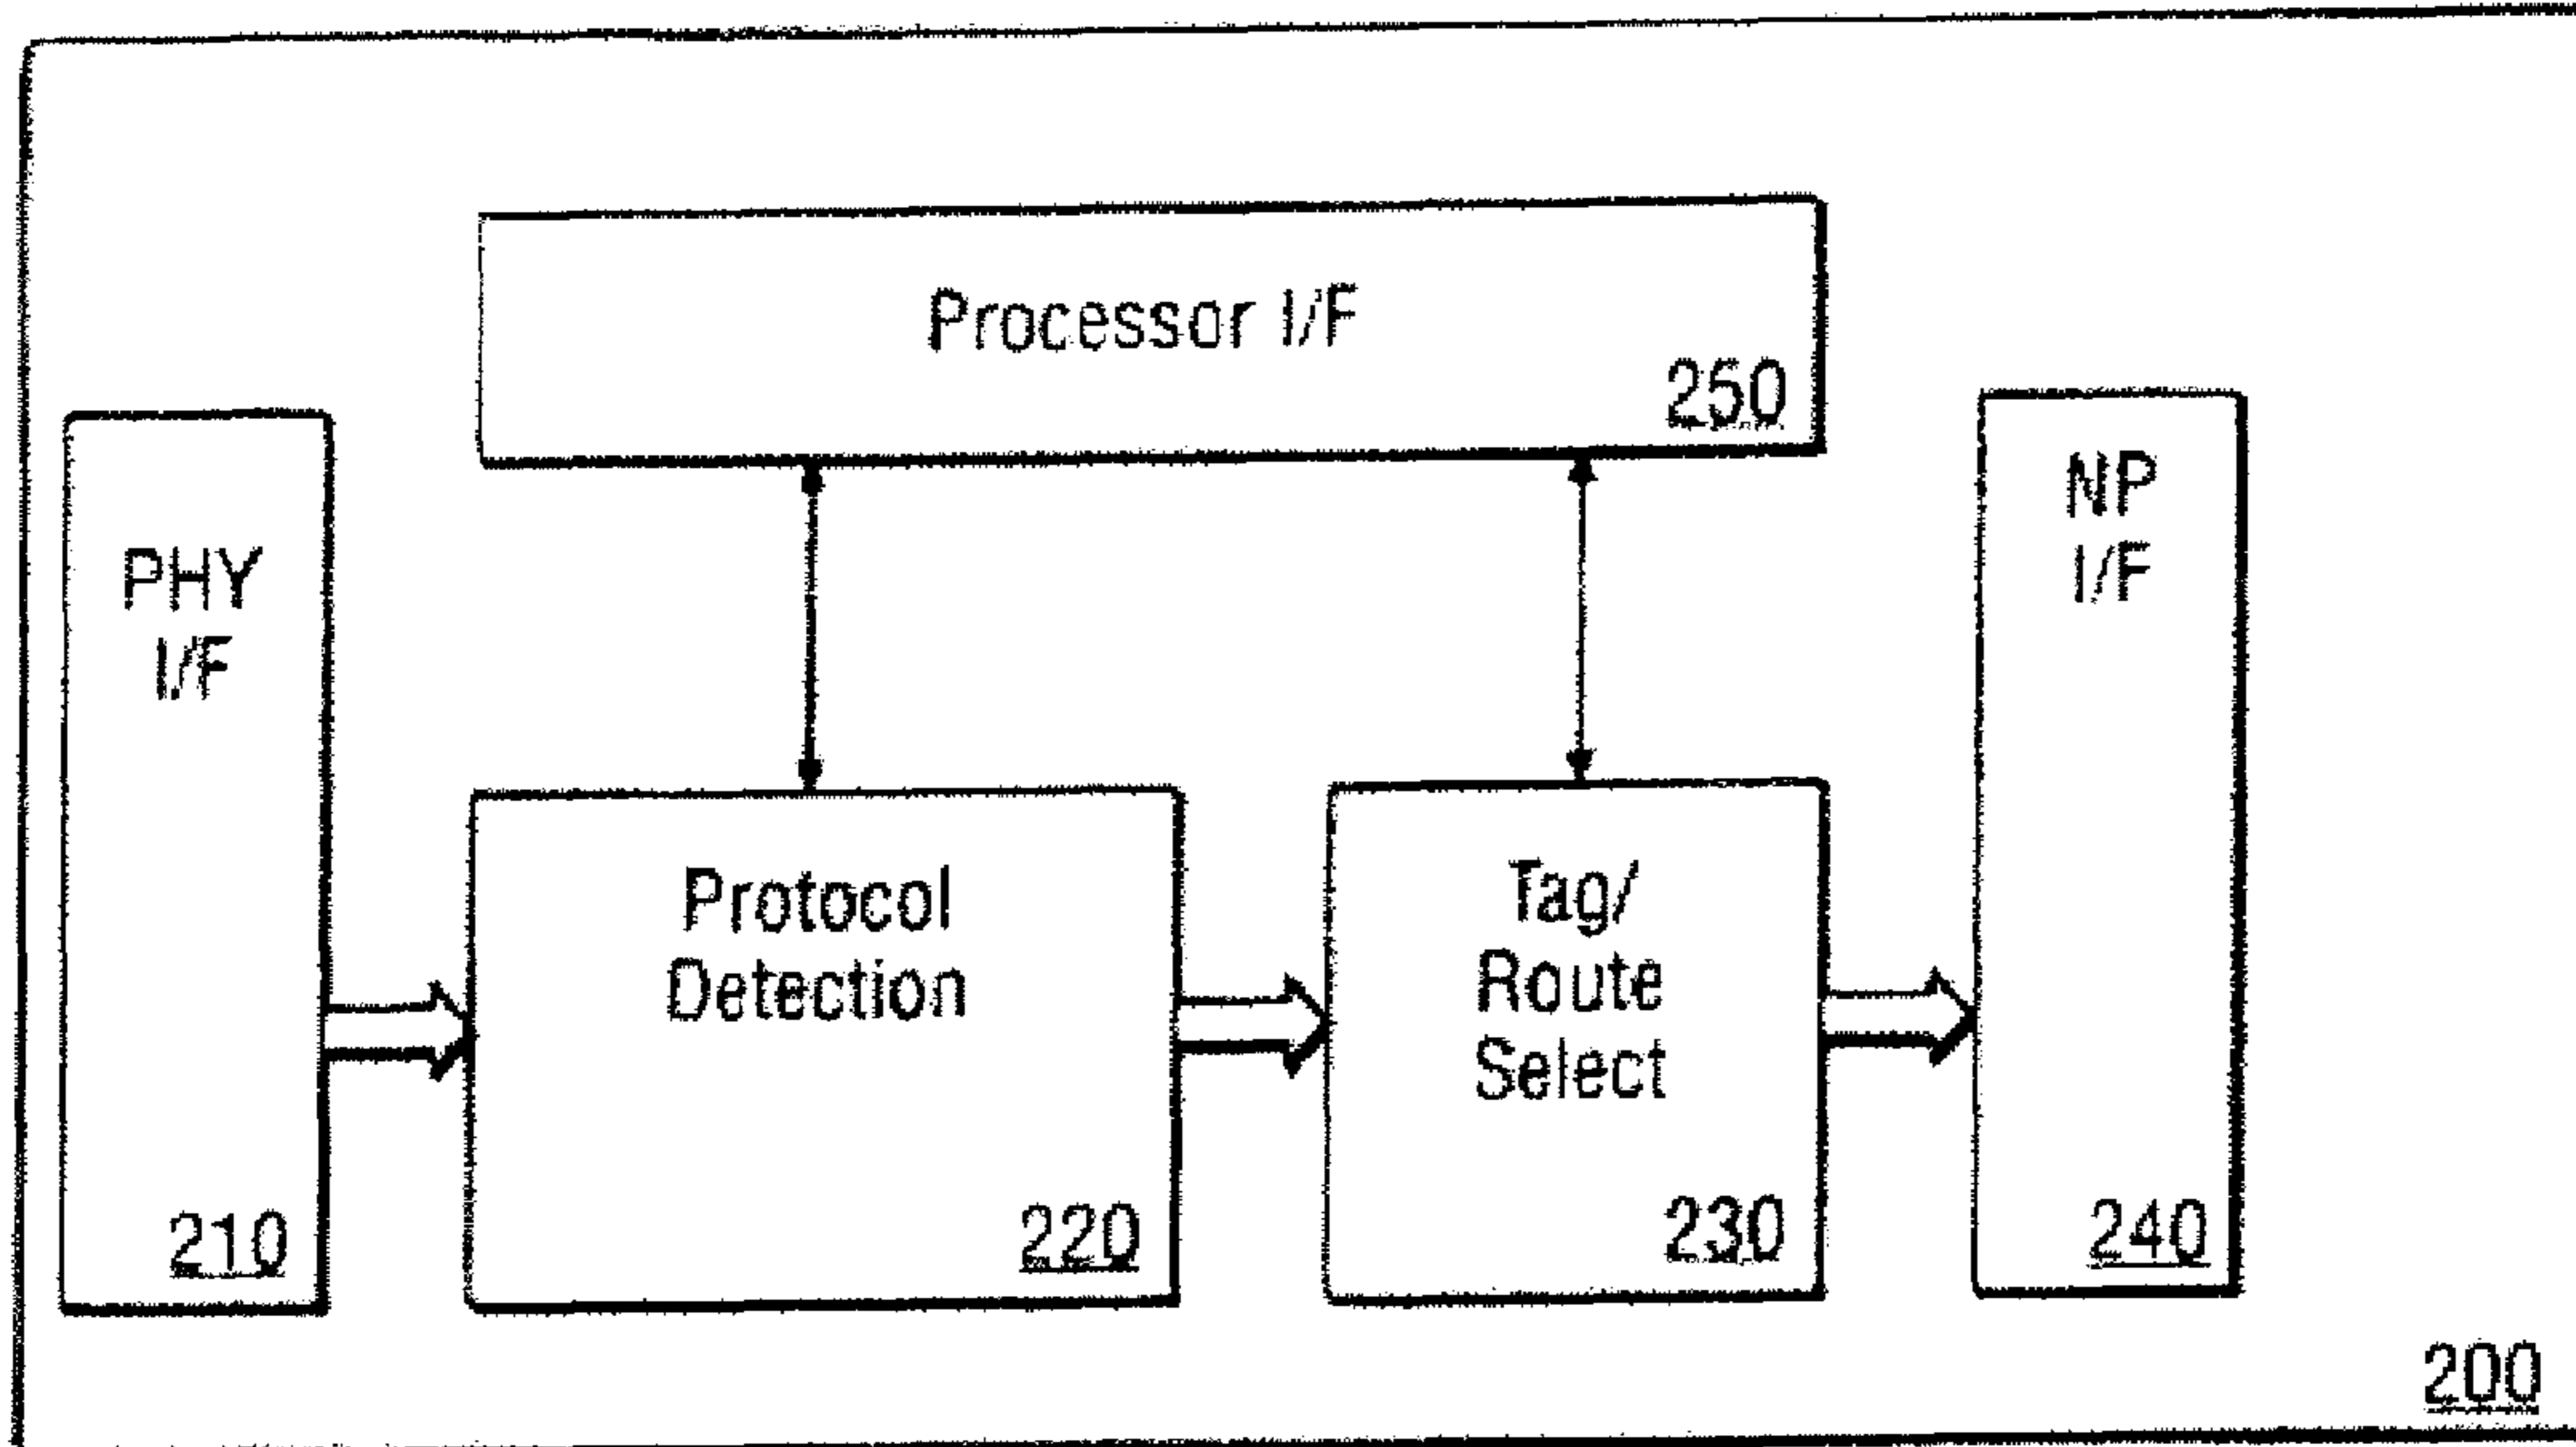 Processor I/F
250
PHY
I/F
210
Protocol
Detection
220
Tag/
Route
Select
230
NP
I/F
240
200